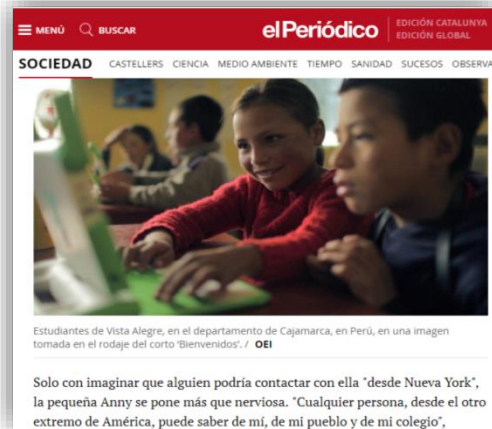 MENÚ BUSCAR elPeriódico EDICIÓN CATALUNYA
EDICIÓN GLOBAL
SOCIEDAD CASTELLERS CIENCIA MEDIO AMBIENTE TIEMPO SANIDAD SUCESOS OBSERVA
Estudiantes de Vista Alegre, en el departamento de Cajamarca, en Perú, en una imagen
tomada en el rodaje del corto 'Bienvenidos'. / OEI
Solo con imaginar que alguien podría contactar con ella "desde Nueva York",
la pequeña Anny se pone más que nerviosa. "Cualquier persona, desde el otro
extremo de América, puede saber de mí, de mi pueblo y de mi colegio",